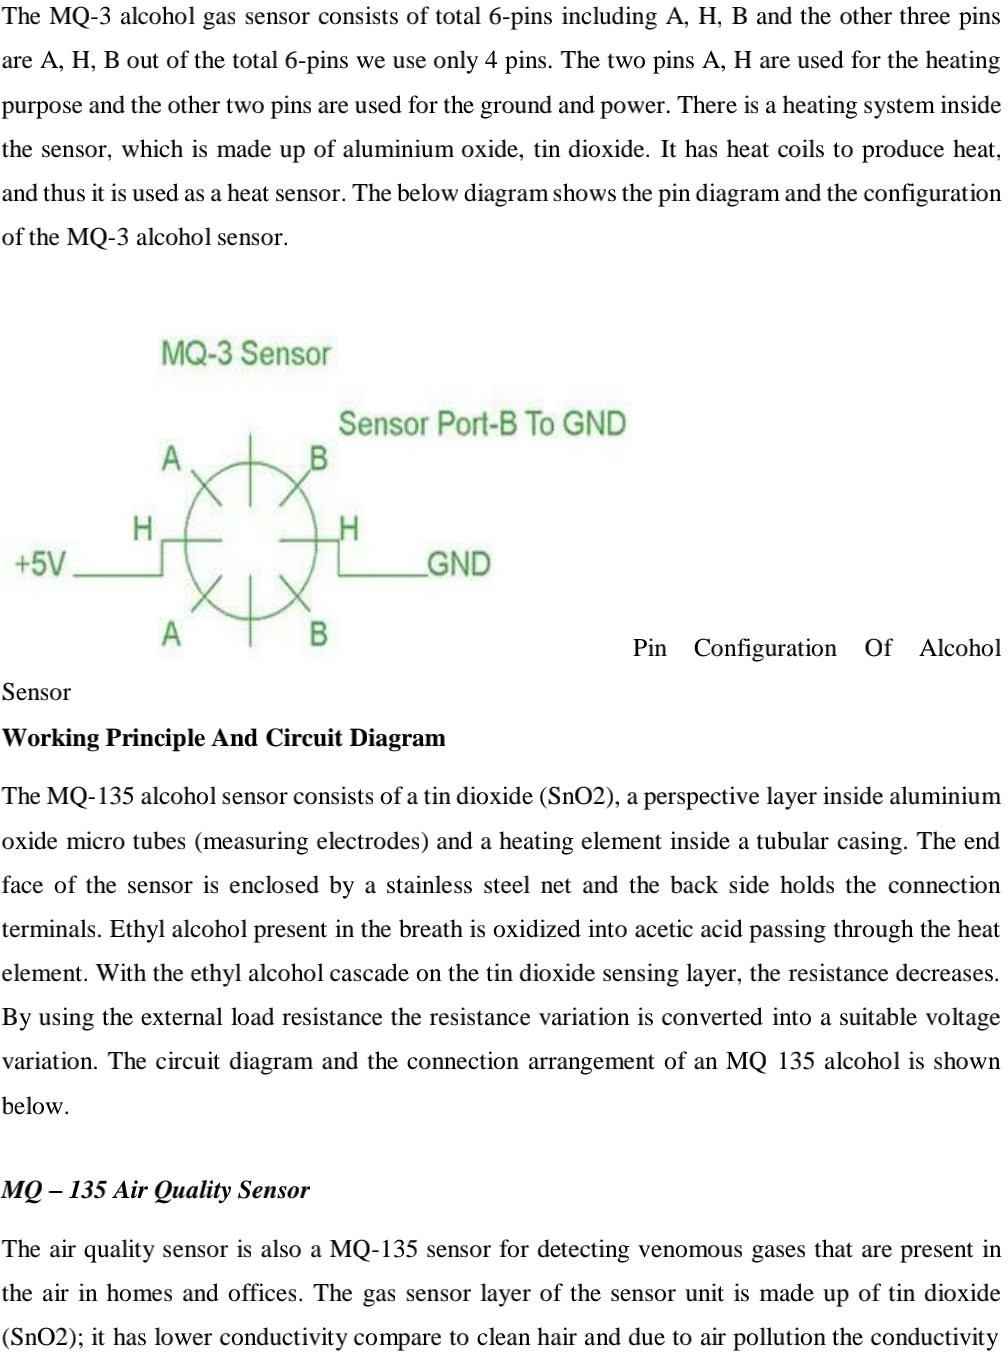 The MQ-3 alcohol gas sensor consists of total 6-pins including A, H, B and the other three pins
are A, H, B out of the total 6-pins we use only 4 pins. The two pins A, H are used for the heating
purpose and the other two pins are used for the ground and power. There is a heating system inside
the sensor, which is made up of aluminium oxide, tin dioxide. It has heat coils to produce heat,
and thus it is used as a heat sensor. The below diagram shows the pin diagram and the configuration
of the MQ-3 alcohol sensor.
MQ-3 Sensor
Sensor Port-B To GND
A
B
H
H
+5V
GND
A
B
Pin Configuration Of Alcohol
Sensor
Working Principle And Circuit Diagram
The MQ-135 alcohol sensor consists of a tin dioxide (SnO2), a perspective layer inside aluminium
oxide micro tubes (measuring electrodes) and a heating element inside a tubular casing. The end
face of the sensor is enclosed by a stainless steel net and the back side holds the connection
terminals. Ethyl alcohol present in the breath is oxidized into acetic acid passing through the heat
element. With the ethyl alcohol cascade on the tin dioxide sensing layer, the resistance decreases.
By using the external load resistance the resistance variation is converted into a suitable voltage
variation. The circuit diagram and the connection arrangement of an MQ 135 alcohol is shown
below.
MQ – 135 Air Quality Sensor
The air quality sensor is also a MQ-135 sensor for detecting venomous gases that are present in
the air in homes and offices. The gas sensor layer of the sensor unit is made up of tin dioxide
(SnO2); it has lower conductivity compare to clean hair and due to air pollution the conductivity